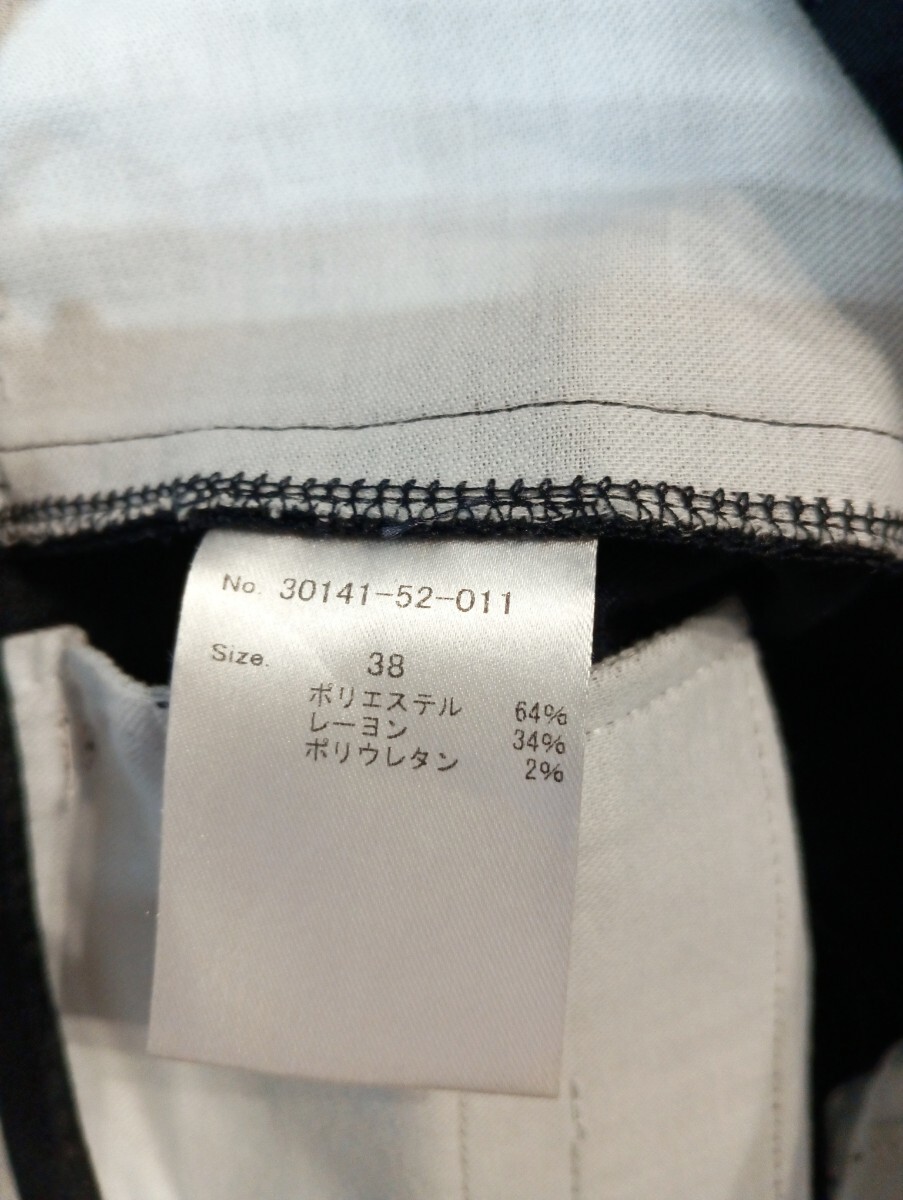 No. 30141-52-011
Size. 38
ポリエステル 64%
レーヨン 34%
ポリウレタン 2%